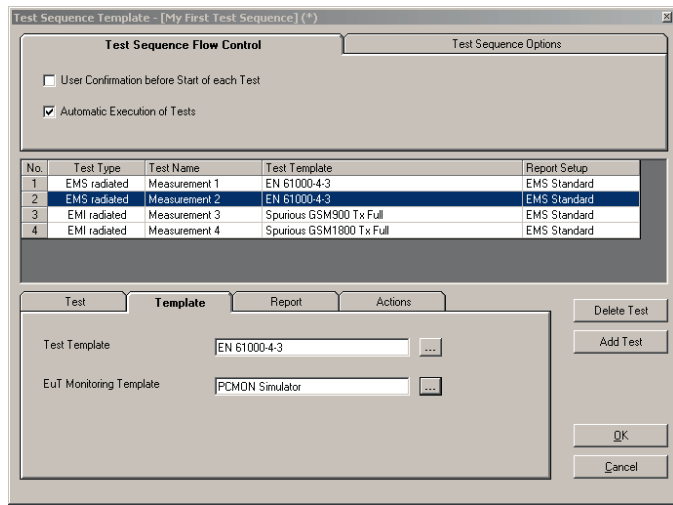 Test Sequence Template - [My First Test Sequence] (*)
Test Sequence Flow Control
Test Sequence Options
User Confirmation before Start of each Test
Automatic Execution of Tests
No. Test Type Test Name Test Template Report Setup
1 EMS radiated Measurement 1 EN 61000-4-3 EMS Standard
2 EMS radiated Measurement 2 EN 61000-4-3 EMS Standard
3 EMI radiated Measurement 3 Spurious GSM900 Tx Full EMS Standard
4 EMI radiated Measurement 4 Spurious GSM1800 Tx Full EMS Standard
Test Template Report Actions
Delete Test
Test Template EN 61000-4-3 ...
Add Test
EuT Monitoring Template PCMON Simulator ...
OK
Cancel